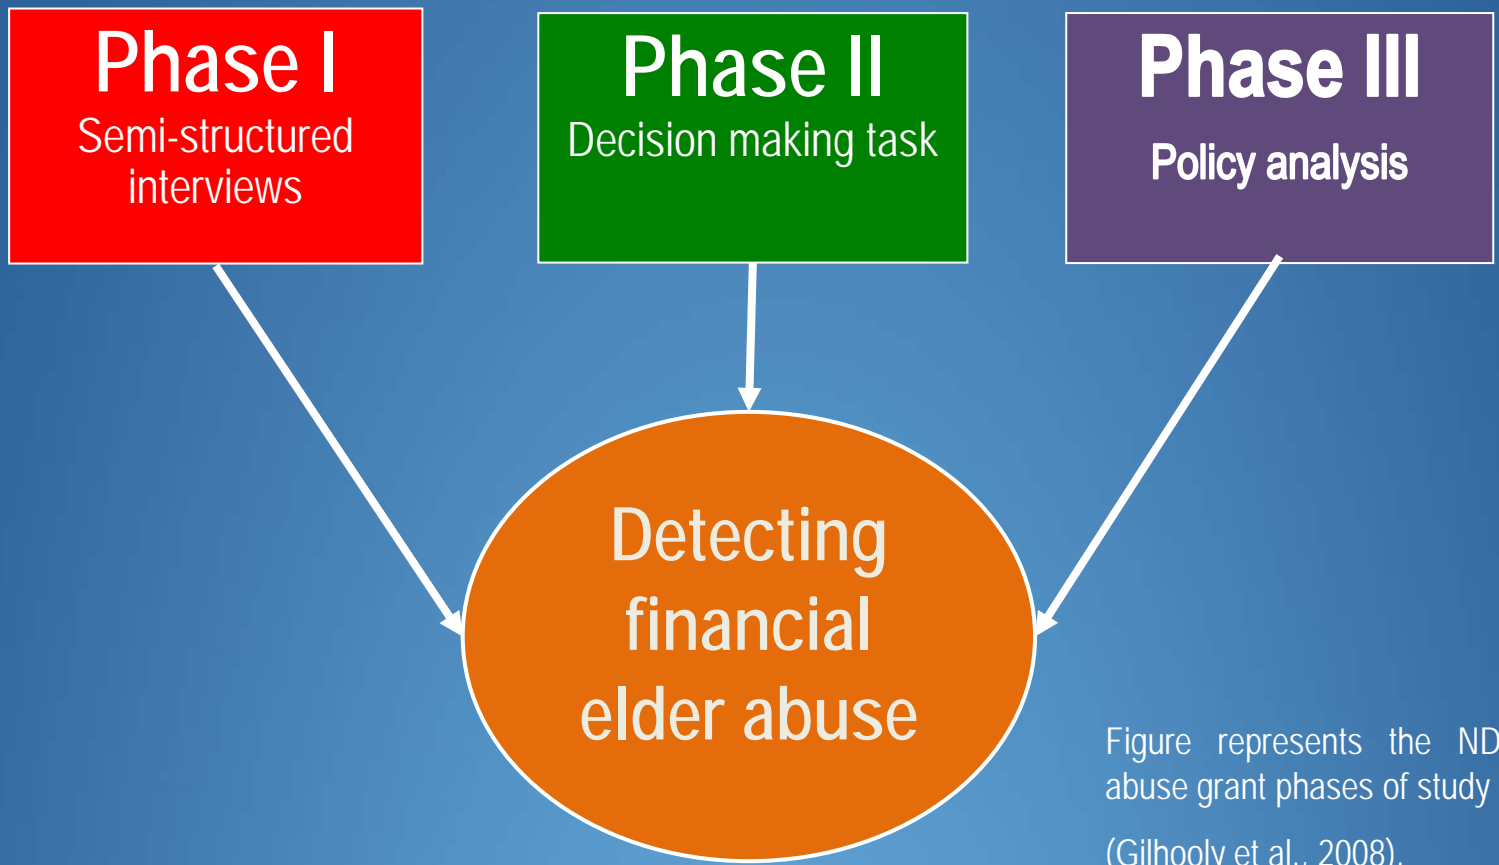 Phase I
Semi-structured
interviews
Phase II
Decision making task
Phase III
Policy analysis
Detecting
financial
elder abuse
Figure represents the ND
abuse grant phases of study
(Gilhooly et al., 2008).